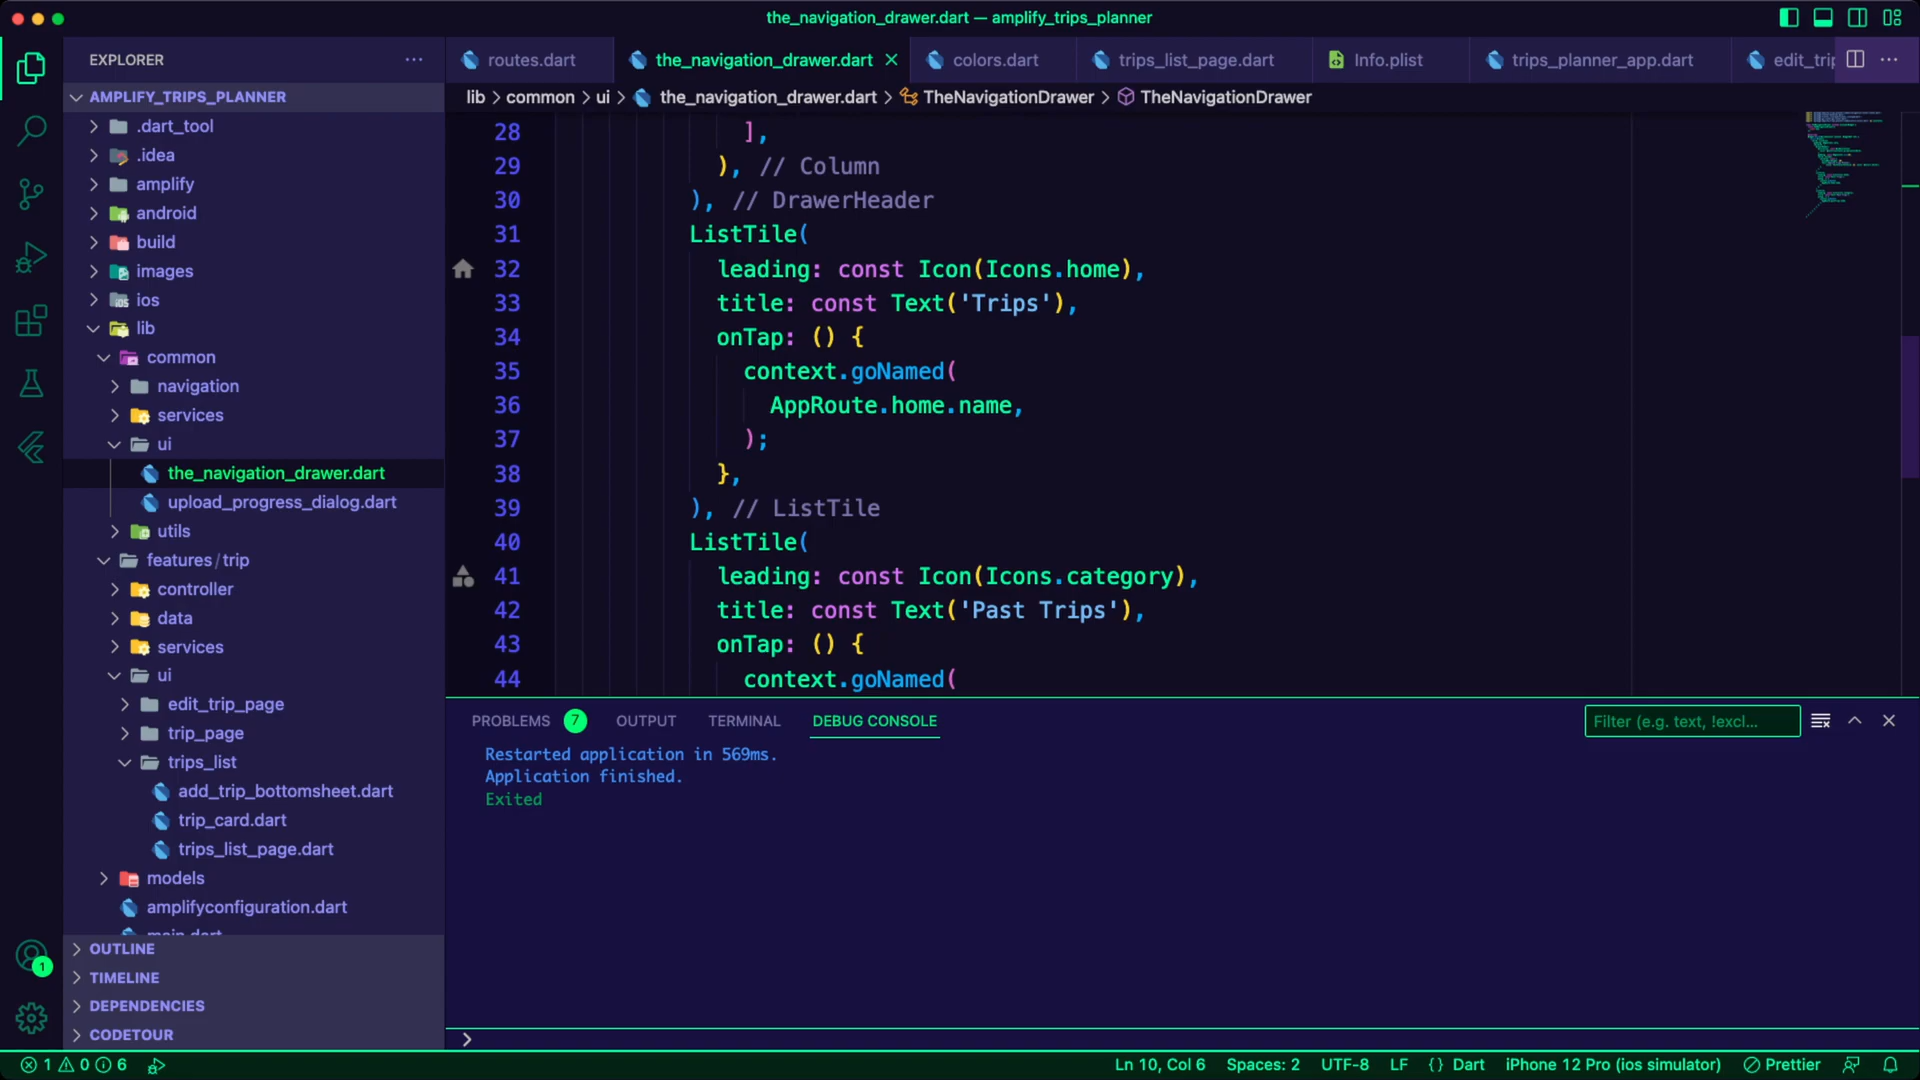 the_navigation_drawer.dart — amplify_trips_planner
EXPLORER
routes.dart
the_navigation_drawer.dart
colors.dart
trips_list_page.dart
Info.plist
trips_planner_app.dart
edit_trip
AMPLIFY_TRIPS_PLANNER
lib > common > ui > the_navigation_drawer.dart > TheNavigationDrawer > TheNavigationDrawer
.dart_tool
.idea
amplify
android
build
images
ios
lib
common
navigation
services
ui
the_navigation_drawer.dart
upload_progress_dialog.dart
utils
features/trip
controller
data
services
ui
edit_trip_page
trip_page
trips_list
add_trip_bottomsheet.dart
trip_card.dart
trips_list_page.dart
models
amplifyconfiguration.dart
main.dart
OUTLINE
TIMELINE
DEPENDENCIES
CODETOUR
28 ],
29 ), // Column
30 ), // DrawerHeader
31 ListTile(
32 leading: const Icon(Icons.home),
33 title: const Text('Trips'),
34 onTap: () {
35 context.goNamed(
36 AppRoute.home.name,
37 );
38 },
39 ), // ListTile
40 ListTile(
41 leading: const Icon(Icons.category),
42 title: const Text('Past Trips'),
43 onTap: () {
44 context.goNamed(
PROBLEMS 7 OUTPUT TERMINAL DEBUG CONSOLE
Filter (e.g. text, !excl...
Restarted application in 569ms.
Application finished.
Exited
>
1
1 0 6
Ln 10, Col 6 Spaces: 2 UTF-8 LF {} Dart iPhone 12 Pro (ios simulator) Prettier